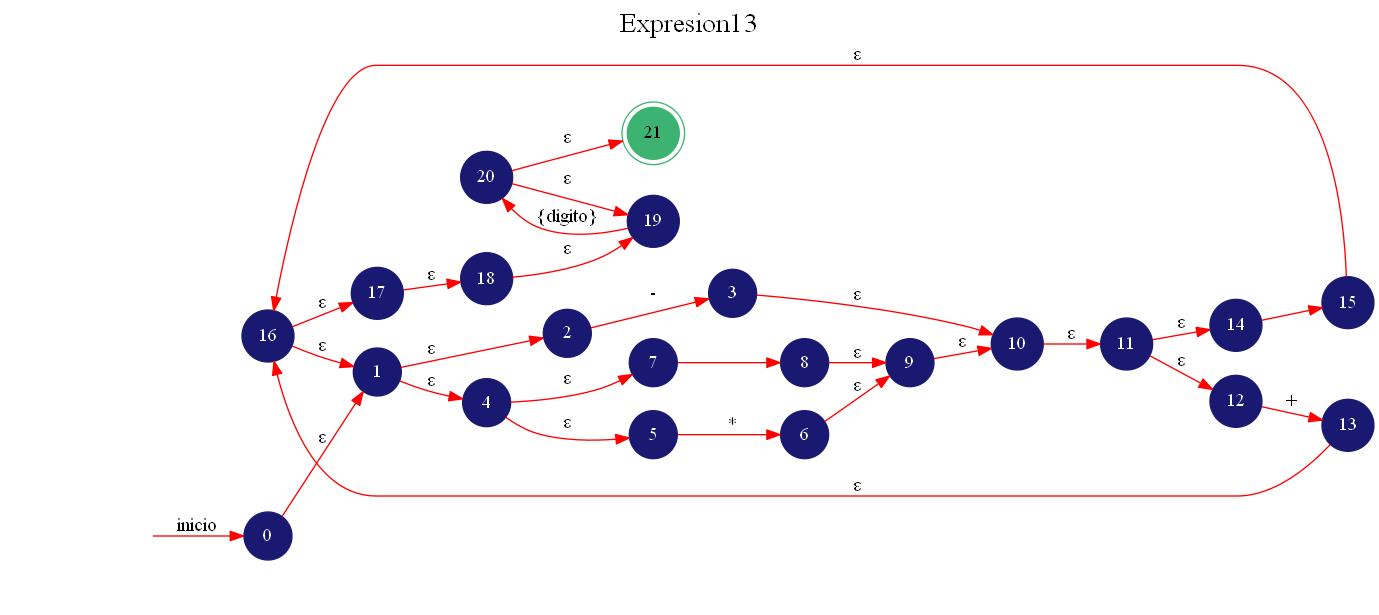 Expresion13
ε
21
ε
20
ε
{digito}
19
ε
ε
18
17
ε
-
3
ε
15
16
ε
2
ε
14
ε
ε
10
ε
11
1
ε
7
8
ε
9
ε
ε
ε
4
ε
ε
12
+
13
ε
5
*
6
ε
ε
inicio
0